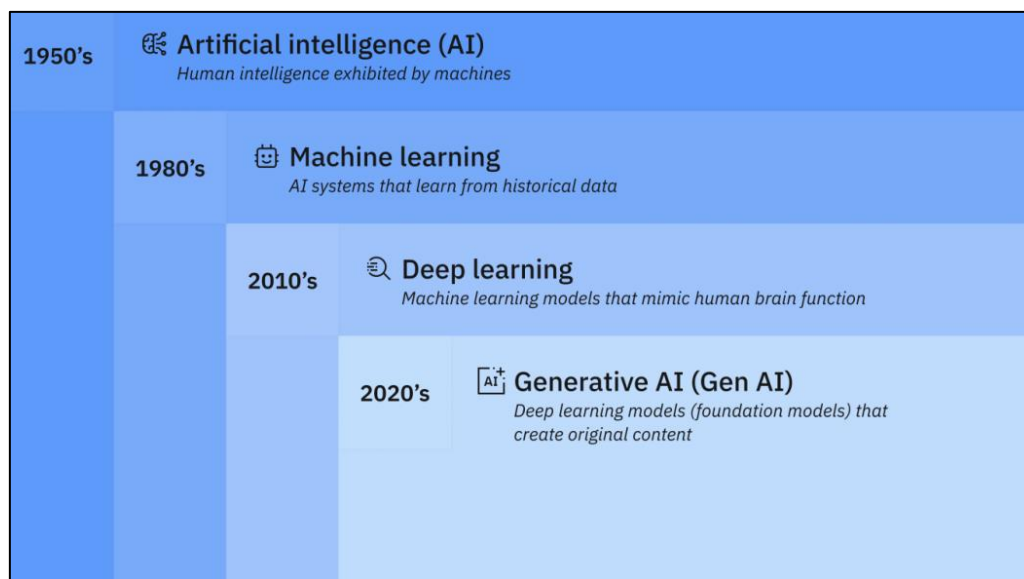 1950's
Artificial intelligence (AI)
Human intelligence exhibited by machines
1980's
Machine learning
AI systems that learn from historical data
2010's
Deep learning
Machine learning models that mimic human brain function
2020's
AI
Generative AI (Gen AI)
Deep learning models (foundation models) that
create original content